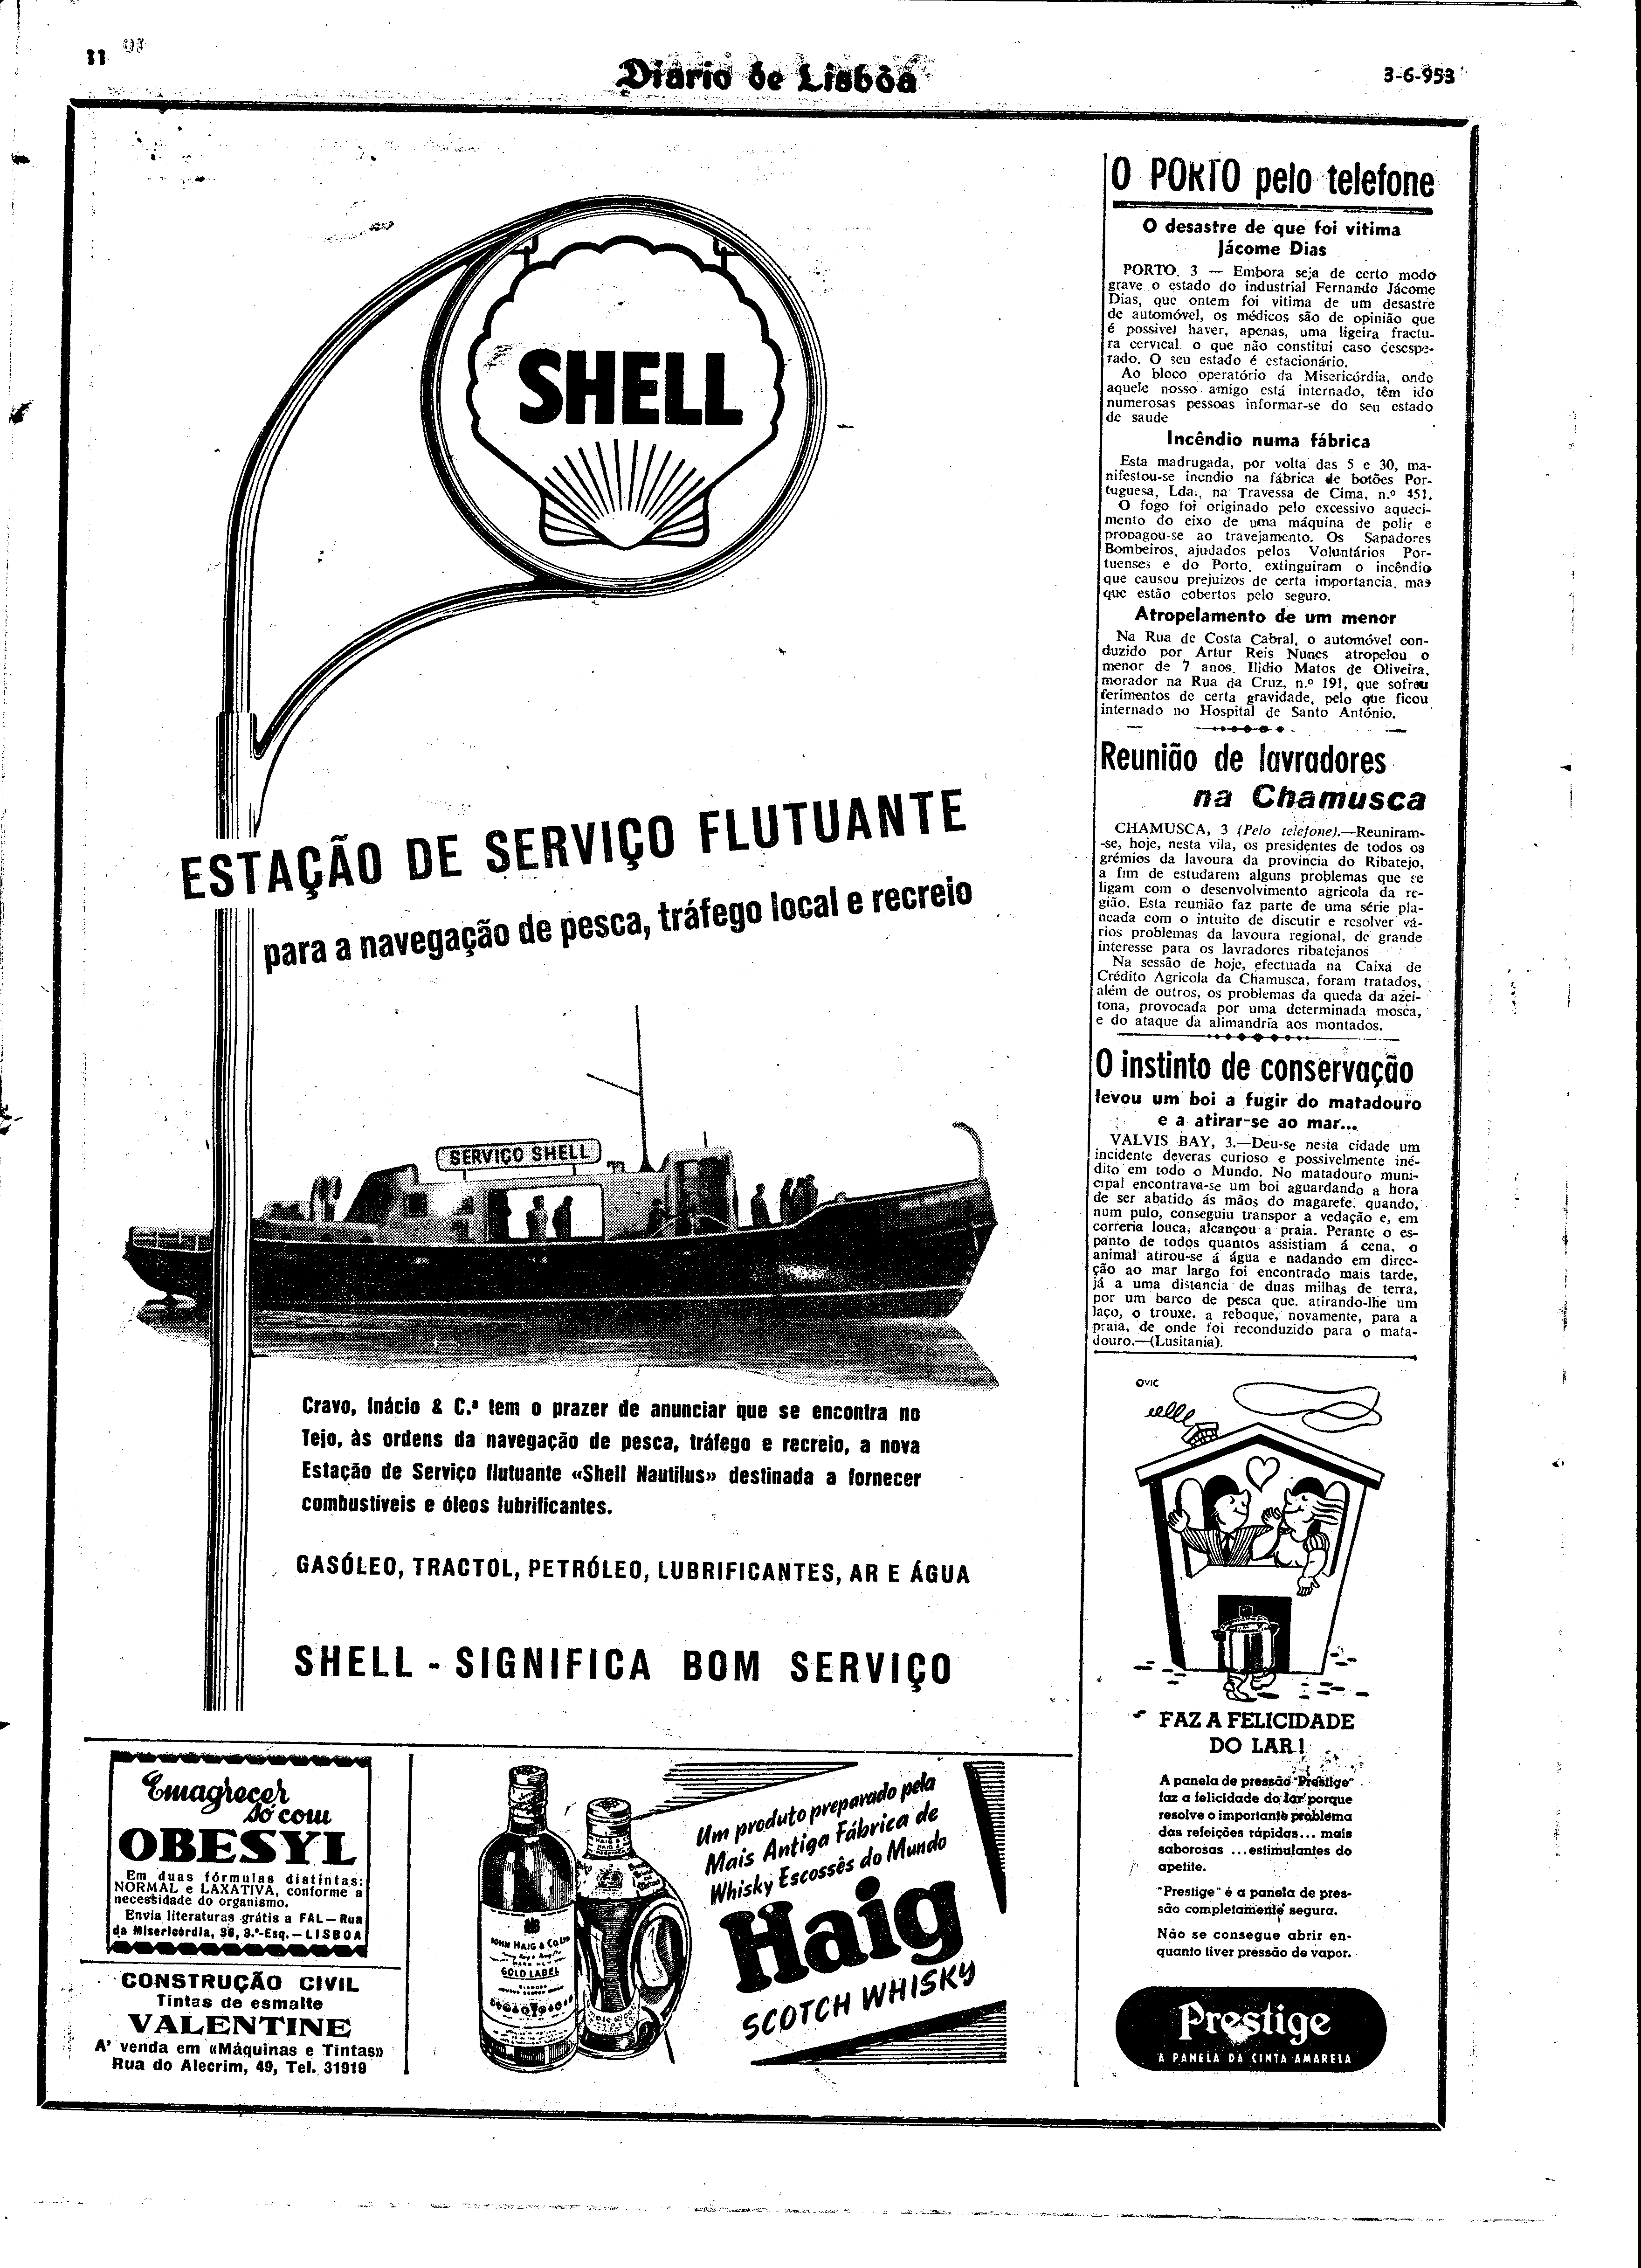 11
Diário de Lisbôa
3-6-953
SHELL
ESTAÇÃO DE SERVIÇO FLUTUANTE
para a navegação de pesca, tráfego local e recreio
SERVIÇO SHELL
Cravo, Inácio & C.ª tem o prazer de anunciar que se encontra no
Tejo, às ordens da navegação de pesca, tráfego e recreio, a nova
Estação de Serviço flutuante «Shell Nautilus» destinada a fornecer
combustíveis e óleos lubrificantes.
GASÓLEO, TRACTOL, PETRÓLEO, LUBRIFICANTES, AR E ÁGUA
SHELL - SIGNIFICA BOM SERVIÇO
Emagrecer
só com
OBESYL
Em duas fórmulas distintas:
NORMAL e LAXATIVA, conforme a
necessidade do organismo.
Envia literaturas grátis a FAL—Rua
da Misericórdia, 96, 3.º-Esq.—LISBOA
CONSTRUÇÃO CIVIL
Tintas de esmalte
VALENTINE
A' venda em «Máquinas e Tintas»
Rua do Alecrim, 49, Tel. 31919
JOHN HAIG & Co Ltd
GOLD LABEL
Um produto preparado pela
Mais Antiga Fábrica de
Whisky Escossês do Mundo
Haig
SCOTCH WHISKY
O PORTO pelo telefone
O desastre de que foi vitima
Jácome Dias
PORTO, 3 — Embora seja de certo modo
grave o estado do industrial Fernando Jácome
Dias, que ontem foi vitima de um desastre
de automóvel, os médicos são de opinião que
é possivel haver, apenas, uma ligeira fractu-
ra cervical, o que não constitui caso desespe-
rado. O seu estado é estacionário.
Ao bloco operatório da Misericórdia, onde
aquele nosso amigo está internado, têm ido
numerosas pessoas informar-se do seu estado
de saude
Incêndio numa fábrica
Esta madrugada, por volta das 5 e 30, ma-
nifestou-se incndio na fábrica de botões Por-
tuguesa, Lda., na Travessa de Cima, n.º 451.
O fogo foi originado pelo excessivo aqueci-
mento do eixo de uma máquina de polir e
propagou-se ao travejamento. Os Sapadores
Bombeiros, ajudados pelos Voluntários Por-
tuenses e do Porto, extinguiram o incêndio
que causou prejuizos de certa importancia, mas
que estão cobertos pelo seguro.
Atropelamento de um menor
Na Rua de Costa Cabral, o automóvel con-
duzido por Artur Reis Nunes atropelou o
menor de 7 anos, Ilidio Matos de Oliveira,
morador na Rua da Cruz, n.º 191, que sofreu
ferimentos de certa gravidade, pelo que ficou
internado no Hospital de Santo António.
Reunião de lavradores
na Chamusca
CHAMUSCA, 3 (Pelo telefone).—Reuniram-
-se, hoje, nesta vila, os presidentes de todos os
grémios da lavoura da provincia do Ribatejo,
a fim de estudarem alguns problemas que se
ligam com o desenvolvimento agricola da re-
gião. Esta reunião faz parte de uma série pla-
neada com o intuito de discutir e resolver vá-
rios problemas da lavoura regional, de grande
interesse para os lavradores ribatejanos
Na sessão de hoje, efectuada na Caixa de
Crédito Agricola da Chamusca, foram tratados,
além de outros, os problemas da queda da azei-
tona, provocada por uma determinada mosca,
e do ataque da alimandria aos montados.
O instinto de conservação
levou um boi a fugir do matadouro
e a atirar-se ao mar...
VALVIS BAY, 3.—Deu-se nesta cidade um
incidente deveras curioso e possivelmente iné-
dito em todo o Mundo. No matadouro muni-
cipal encontrava-se um boi aguardando a hora
de ser abatido ás mãos do magarefe, quando,
num pulo, conseguiu transpor a vedação e, em
correria louca, alcançou a praia. Perante o es-
panto de todos quantos assistiam á cena, o
animal atirou-se á água e nadando em direc-
ção ao mar largo foi encontrado mais tarde,
já a uma distancia de duas milhas de terra,
por um barco de pesca que, atirando-lhe um
laço, o trouxe, a reboque, novamente, para a
praia, de onde foi reconduzido para o mata-
douro.—(Lusitania).
OVIC
FAZ A FELICIDADE
DO LAR!
A panela de pressão "Prestige"
faz a felicidade do lar porque
resolve o importante problema
das refeições rápidas... mais
saborosas ...estimulantes do
apetite.
"Prestige" é a panela de pres-
são completamente segura.
Não se consegue abrir en-
quanto tiver pressão de vapor.
Prestige
A PANELA DA CINTA AMARELA